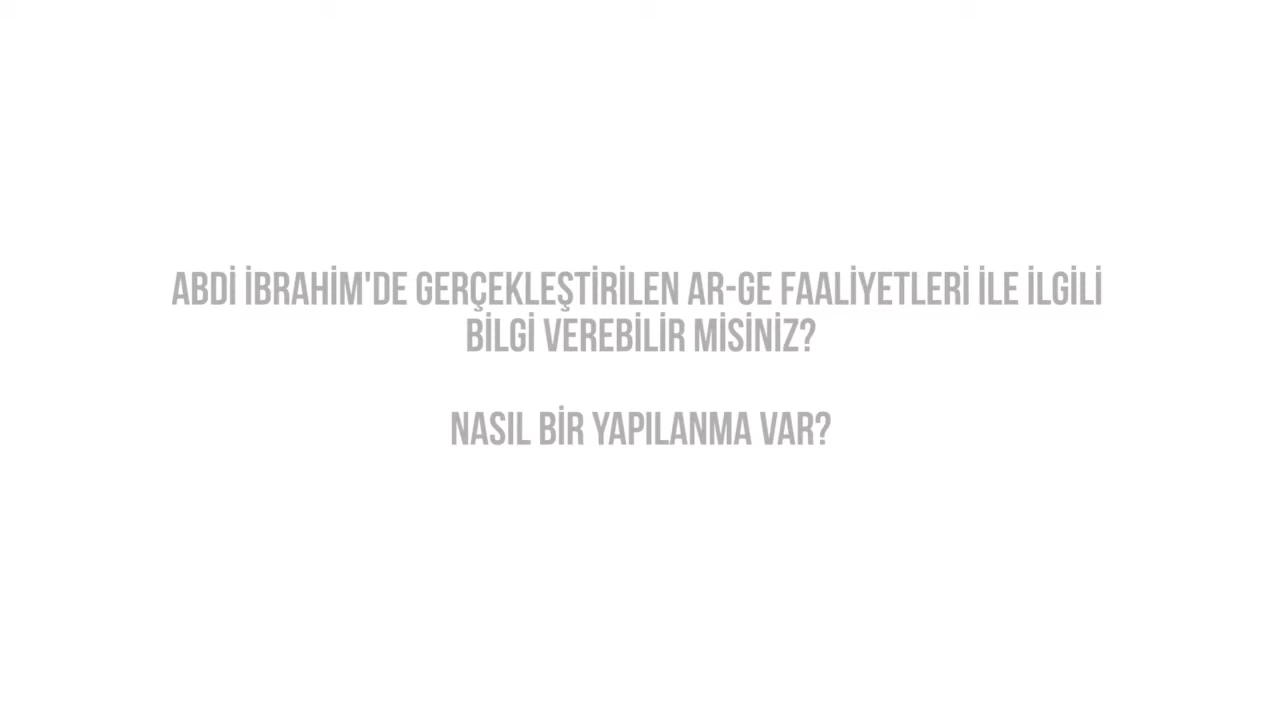 ABDİ İBRAHİM'DE GERÇEKLEŞTİRİLEN AR-GE FAALİYETLERİ İLE İLGİLİ
BİLGİ VEREBİLİR MİSİNİZ?
NASIL BİR YAPILANMA VAR?